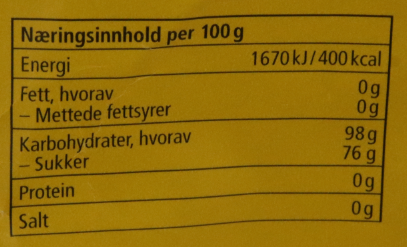 Næringsinnhold per 100 g
Energi 1670 kJ/400 kcal
Fett, hvorav 0 g
– Mettede fettsyrer 0 g
Karbohydrater, hvorav 98 g
– Sukker 76 g
Protein 0 g
Salt 0 g